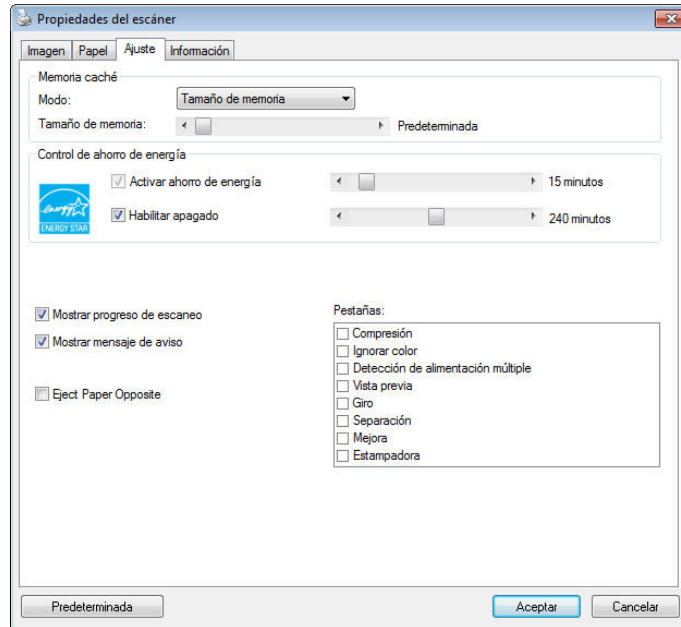 Propiedades del escáner
Imagen Papel Ajuste Información
Memoria caché
Modo: Tamaño de memoria
Tamaño de memoria: Predeterminada
Control de ahorro de energía
Activar ahorro de energía 15 minutos
energy
ENERGY STAR
Habilitar apagado 240 minutos
Mostrar progreso de escaneo
Mostrar mensaje de aviso
Eject Paper Opposite
Pestañas:
Compresión
Ignorar color
Detección de alimentación múltiple
Vista previa
Giro
Separación
Mejora
Estampadora
Predeterminada Aceptar Cancelar